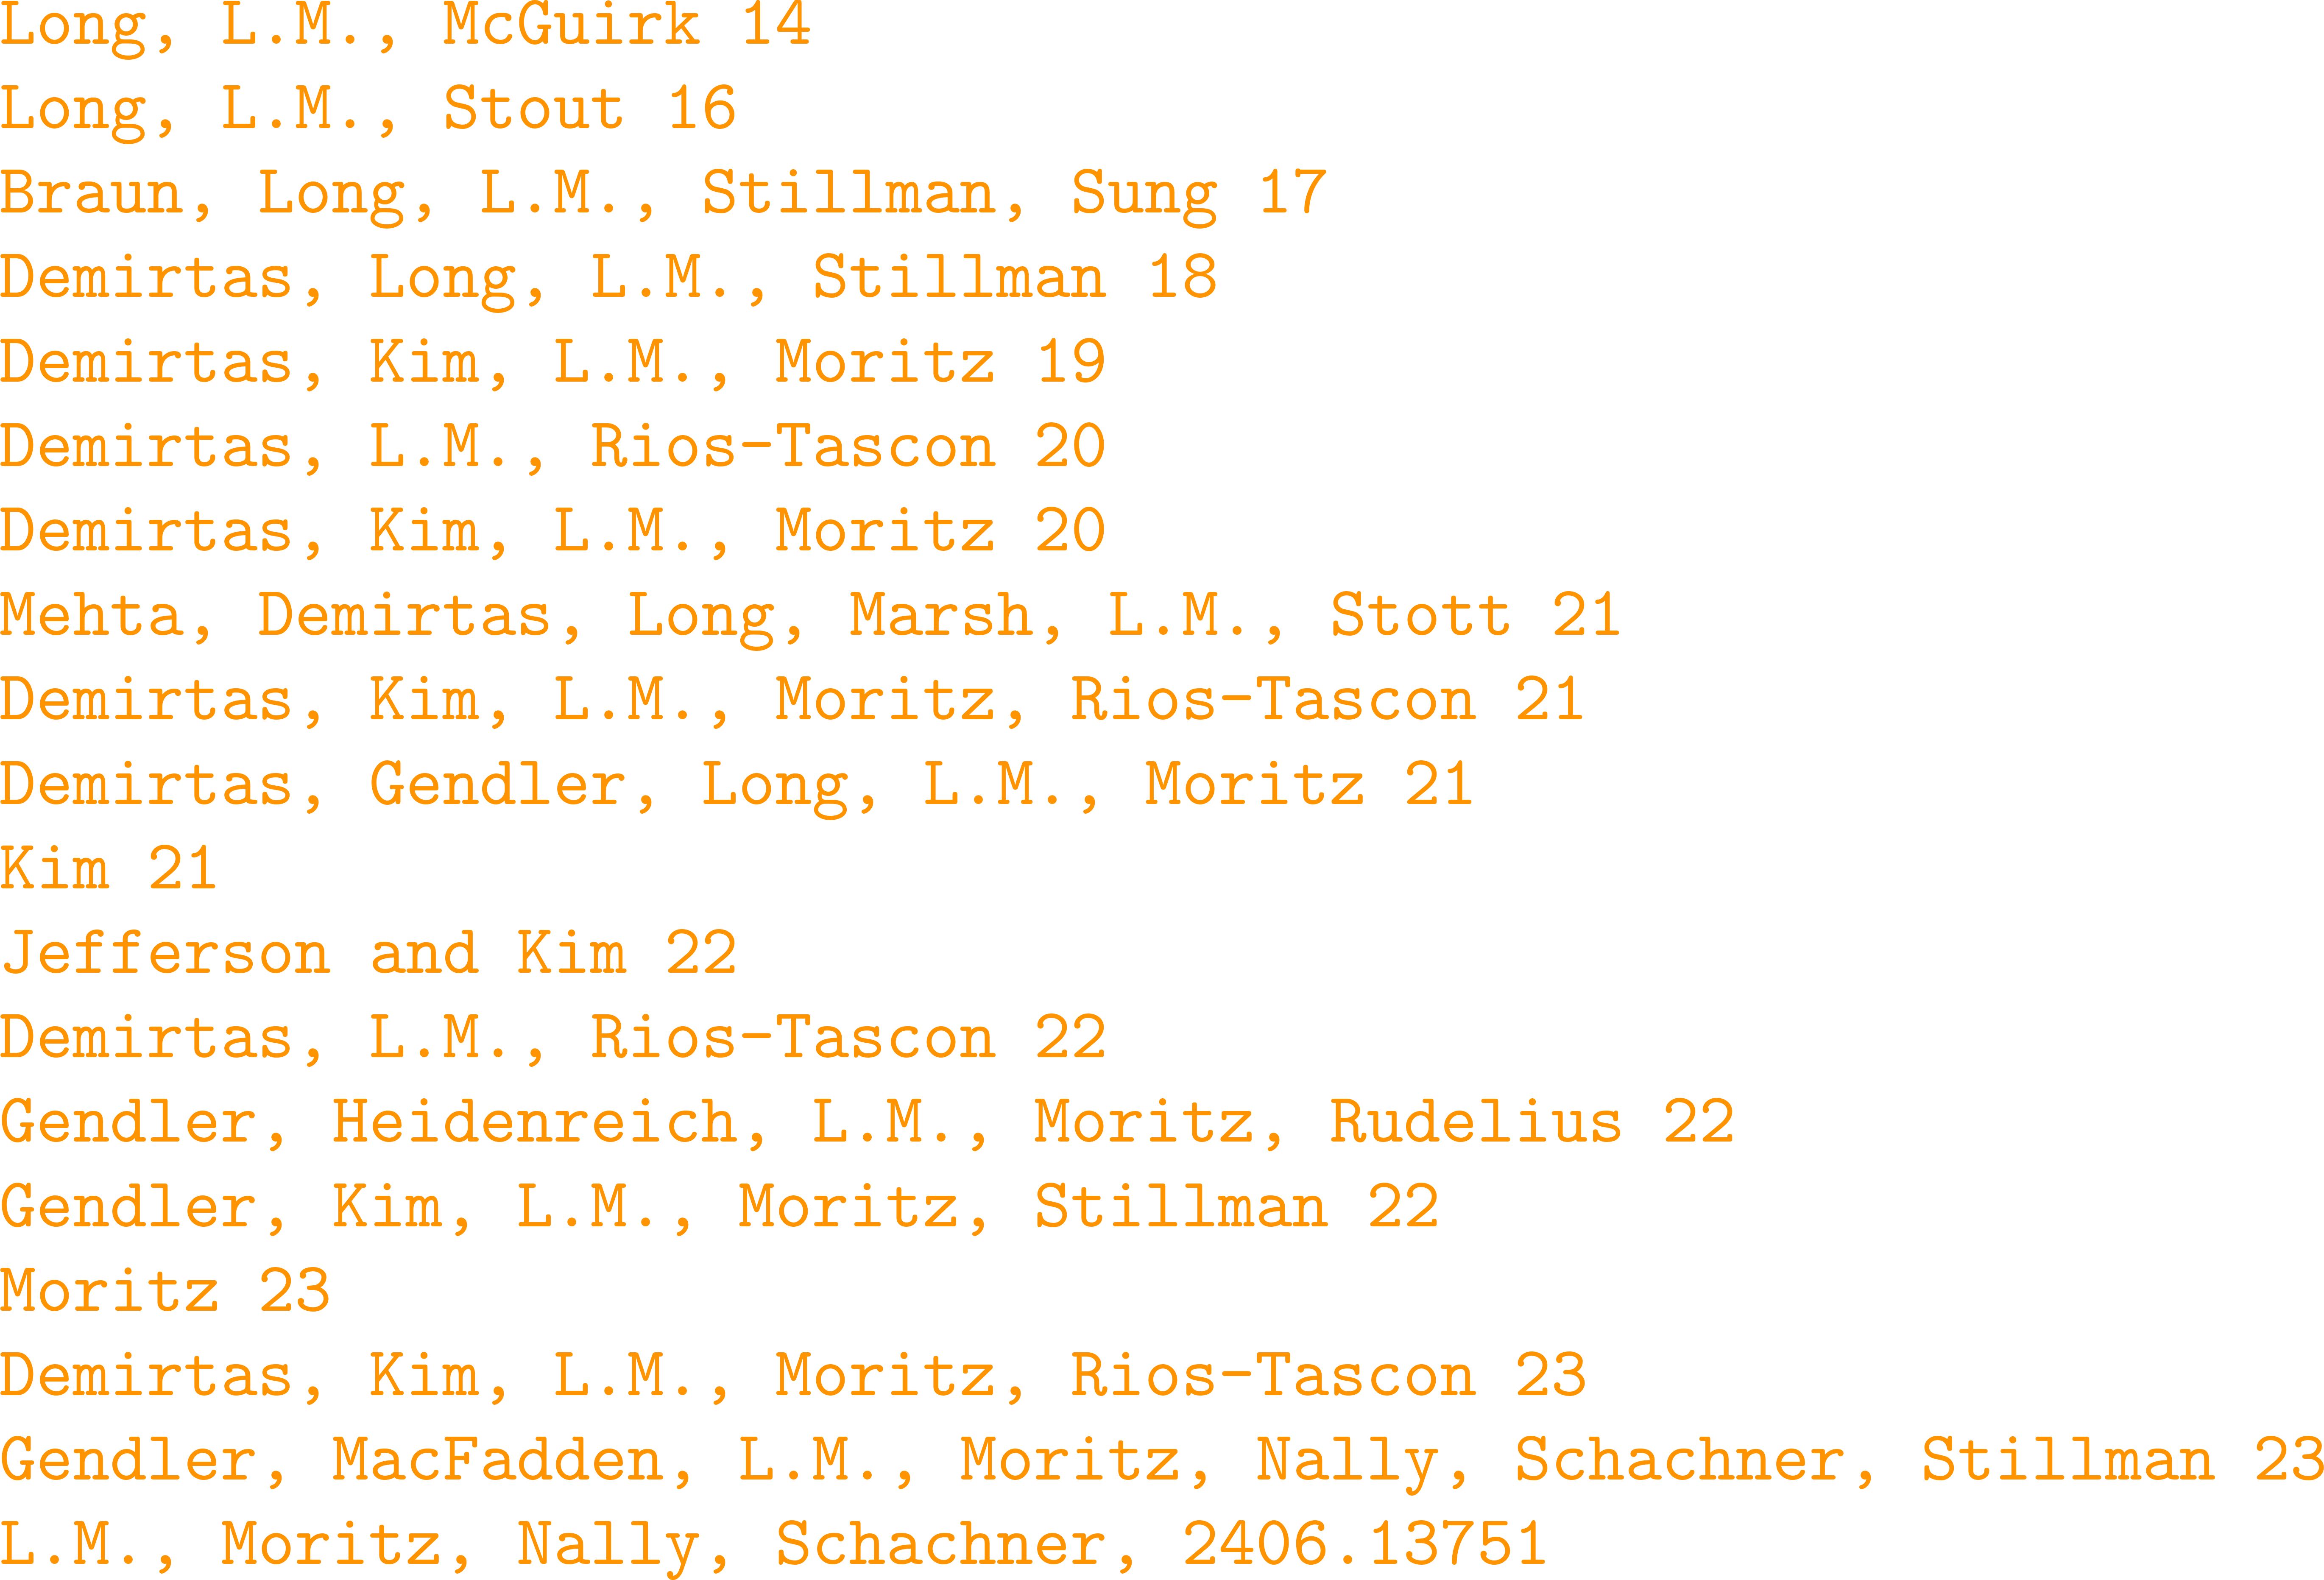 Long, L.M., McGuirk 14
Long, L.M., Stout 16
Braun, Long, L.M., Stillman, Sung 17
Demirtas, Long, L.M., Stillman 18
Demirtas, Kim, L.M., Moritz 19
Demirtas, L.M., Rios-Tascon 20
Demirtas, Kim, L.M., Moritz 20
Mehta, Demirtas, Long, Marsh, L.M., Stott 21
Demirtas, Kim, L.M., Moritz, Rios-Tascon 21
Demirtas, Gendler, Long, L.M., Moritz 21
Kim 21
Jefferson and Kim 22
Demirtas, L.M., Rios-Tascon 22
Gendler, Heidenreich, L.M., Moritz, Rudelius 22
Gendler, Kim, L.M., Moritz, Stillman 22
Moritz 23
Demirtas, Kim, L.M., Moritz, Rios-Tascon 23
Gendler, MacFadden, L.M., Moritz, Nally, Schachner, Stillman 23
L.M., Moritz, Nally, Schachner, 2406.13751